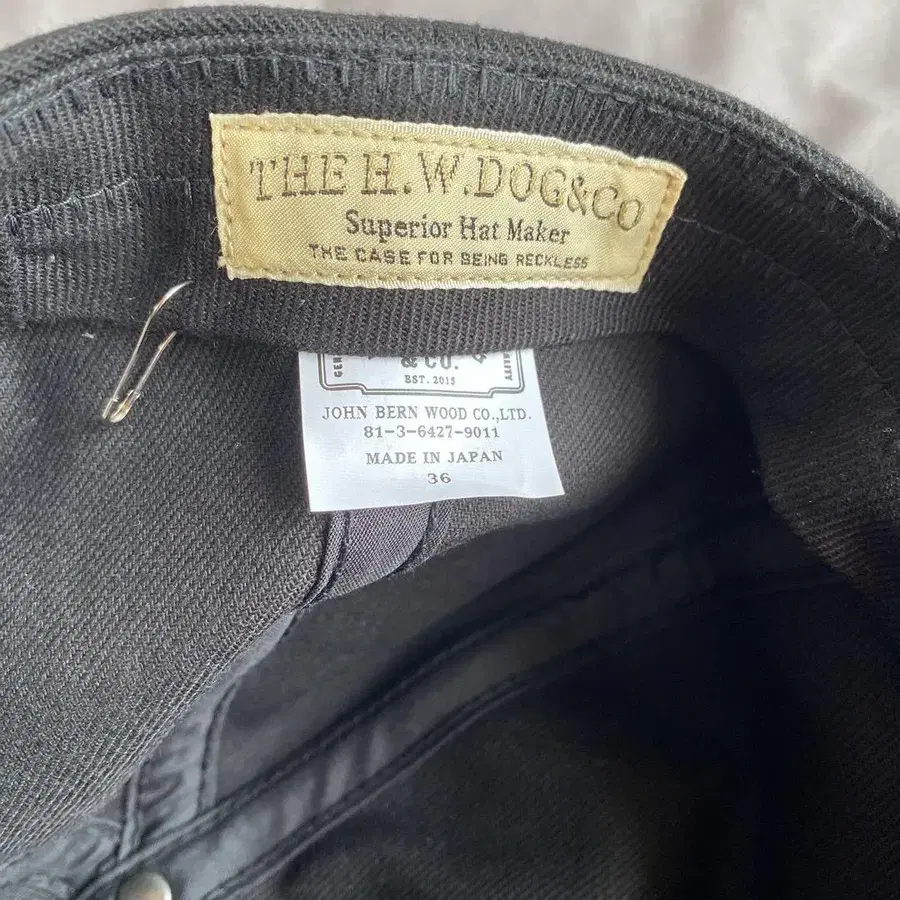 THE H.W.DOG&CO
Superior Hat Maker
THE CASE FOR BEING RECKLESS
& CO.
EST. 2015
JOHN BERN WOOD CO.,LTD.
81-3-6427-9011
MADE IN JAPAN
36